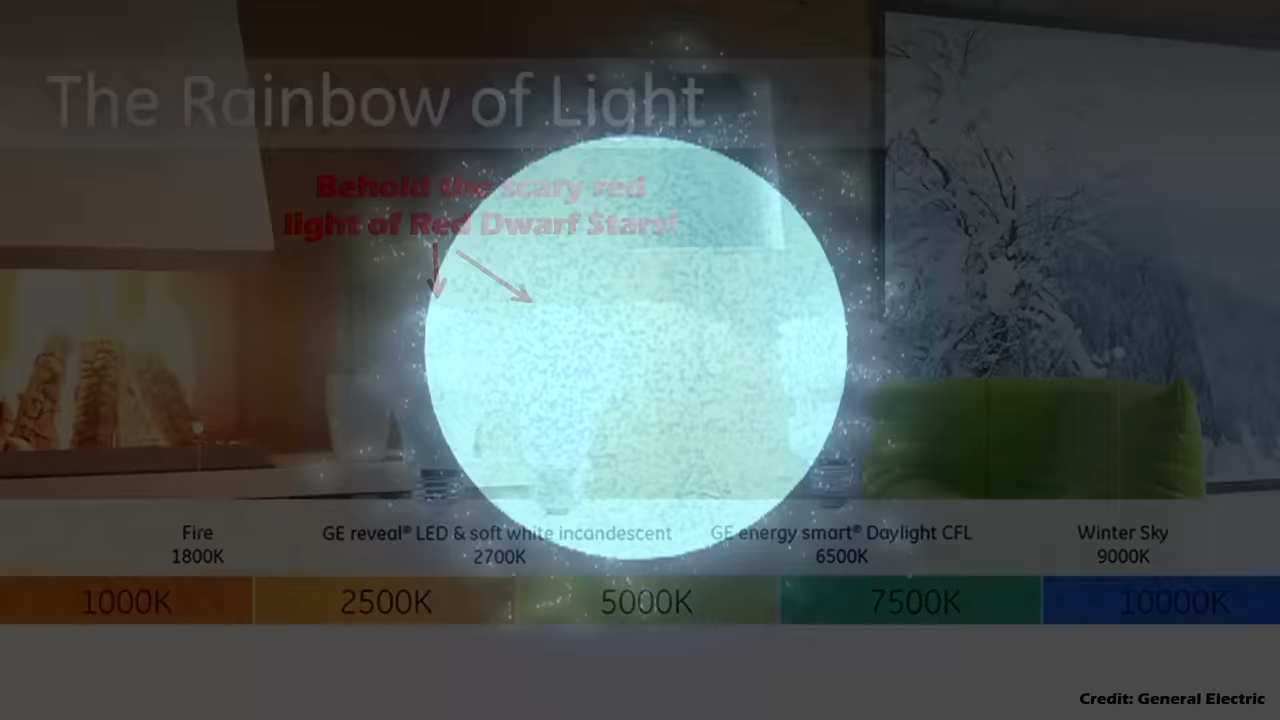 The Rainbow of Light
Behold the scary red
light of Red Dwarf Stars!
Fire
1800K
GE reveal® LED & soft white incandescent
2700K
GE energy smart® Daylight CFL
6500K
Winter Sky
9000K
1000K
2500K
5000K
7500K
10000K
Credit: General Electric